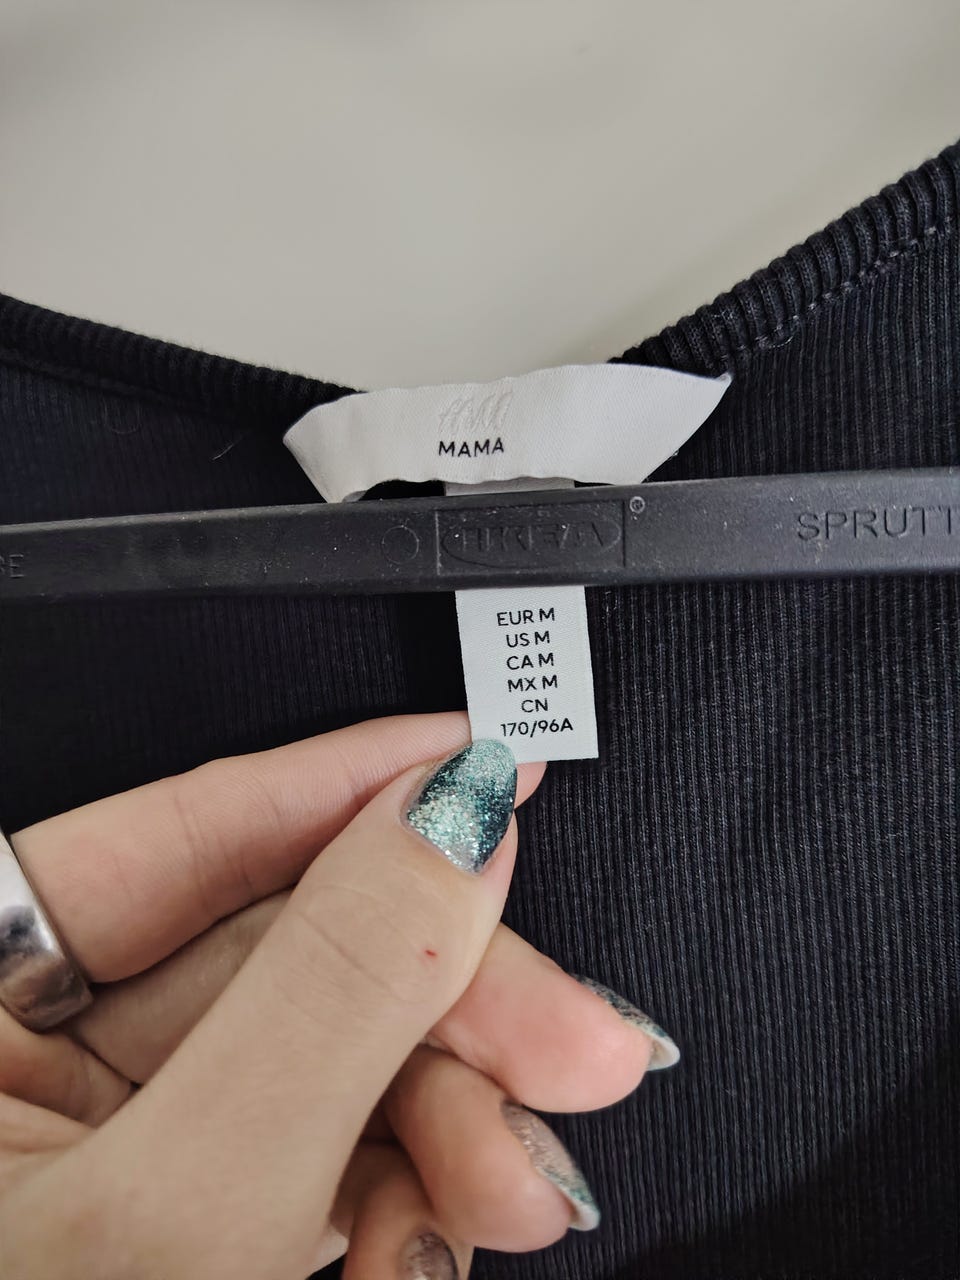 H&M
MAMA
IKEA
®
SPRUTT
EUR M
US M
CA M
MX M
CN
170/96A